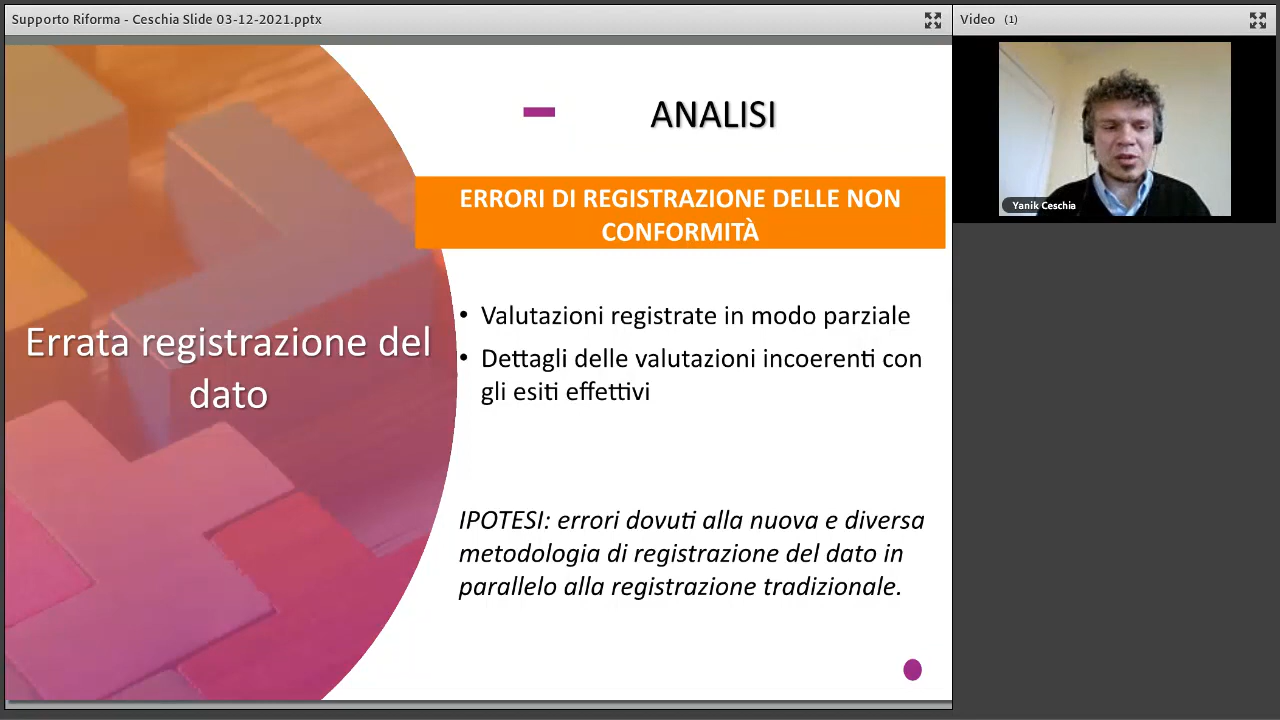 Supporto Riforma - Ceschia Slide 03-12-2021.pptx
Video (1)
ANALISI
ERRORI DI REGISTRAZIONE DELLE NON
CONFORMITÀ
Errata registrazione del
dato
• Valutazioni registrate in modo parziale
• Dettagli delle valutazioni incoerenti con
gli esiti effettivi
IPOTESI: errori dovuti alla nuova e diversa
metodologia di registrazione del dato in
parallelo alla registrazione tradizionale.
Yanik Ceschia